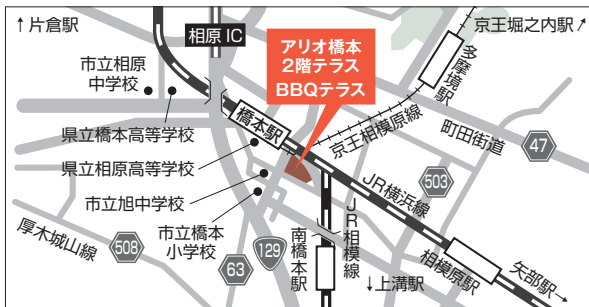 ↑片倉駅
京王堀之内駅↗
相原 IC
アリオ橋本
2階テラス
BBQテラス
多摩境駅
市立相原
中学校
県立橋本高等学校
橋本駅
京王相模原線
町田街道
47
県立相原高等学校
JR横浜線
503
市立旭中学校
市立橋本
小学校
厚木城山線
508
63
129
南橋本駅
JR相模線
↓上溝駅
相模原駅
矢部駅→